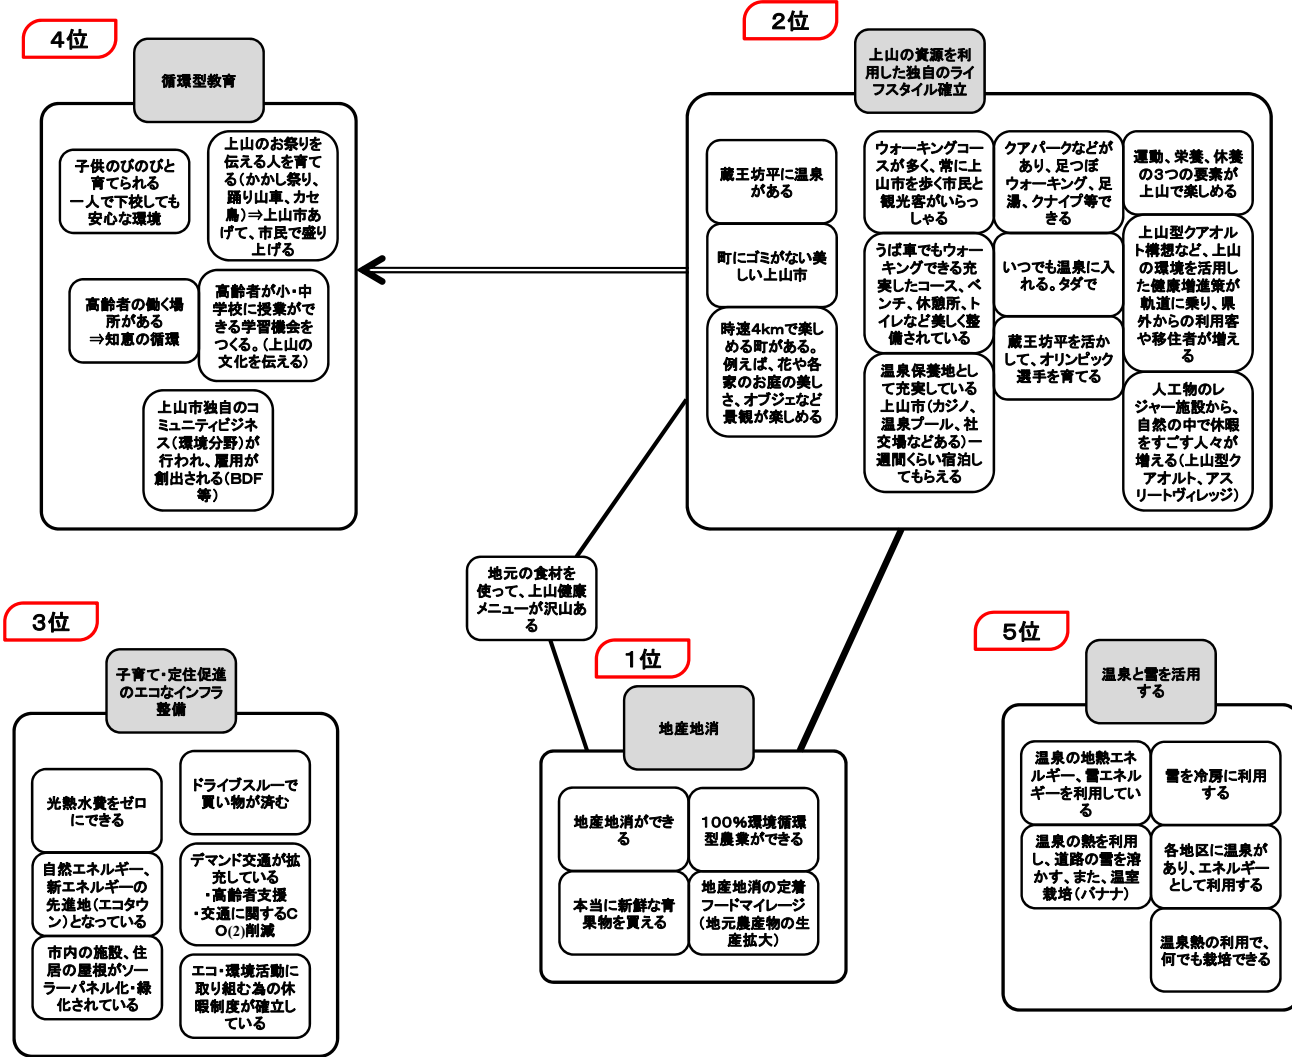 4位
循環型教育
子供のびのびと
育てられる
一人で下校しても
安心な環境
上山のお祭りを
伝える人を育て
る(かかし祭り、
踊り山車、カセ
鳥)⇒上山市あ
げて、市民で盛り
上げる
高齢者の働く場
所がある
⇒知恵の循環
高齢者が小・中
学校に授業がで
きる学習機会を
つくる。(上山の
文化を伝える)
上山市独自のコ
ミュニティビジネ
ス(環境分野)が
行われ、雇用が
創出される(BDF
等)
2位
上山の資源を利
用した独自のライ
フスタイル確立
蔵王坊平に温泉
がある
町にゴミがない美
しい上山市
時速4kmで楽し
める町がある。
例えば、花や各
家のお庭の美し
さ、オブジェなど
景観が楽しめる
ウォーキングコー
スが多く、常に上
山市を歩く市民と
観光客がいらっ
しゃる
うば車でもウォー
キングできる充
実したコース、ベ
ンチ、休憩所、ト
イレなど美しく整
備されている
温泉保養地とし
て充実している
上山市(カジノ、
温泉プール、社
交場などある)一
週間くらい宿泊し
てもらえる
クアパークなどが
あり、足つぼ
ウォーキング、足
湯、クナイプ等で
きる
いつでも温泉に入
れる。タダで
蔵王坊平を活か
して、オリンピック
選手を育てる
運動、栄養、休養
の3つの要素が
上山で楽しめる
上山型クアオル
ト構想など、上山
の環境を活用し
た健康増進策が
軌道に乗り、県
外からの利用客
や移住者が増え
る
人工物のレ
ジャー施設から、
自然の中で休暇
をすごす人々が
増える(上山型ク
アオルト、アス
リートヴィレッジ)
地元の食材を
使って、上山健康
メニューが沢山あ
る
3位
子育て・定住促進
のエコなインフラ
整備
光熱水費をゼロ
にできる
自然エネルギー、
新エネルギーの
先進地(エコタウ
ン)となっている
市内の施設、住
居の屋根がソー
ラーパネル化・緑
化されている
ドライブスルーで
買い物が済む
デマンド交通が拡
充している
・高齢者支援
・交通に関するC
O(2)削減
エコ・環境活動に
取り組む為の休
暇制度が確立し
ている
1位
地産地消
地産地消ができ
る
100%環境循環
型農業ができる
本当に新鮮な青
果物を買える
地産地消の定着
フードマイレージ
(地元農産物の生
産拡大)
5位
温泉と雪を活用
する
温泉の地熱エネ
ルギー、雪エネル
ギーを利用してい
る
雪を冷房に利用
する
温泉の熱を利用
し、道路の雪を溶
かす、また、温室
栽培(バナナ)
各地区に温泉が
あり、エネルギー
として利用する
温泉熱の利用で、
何でも栽培できる